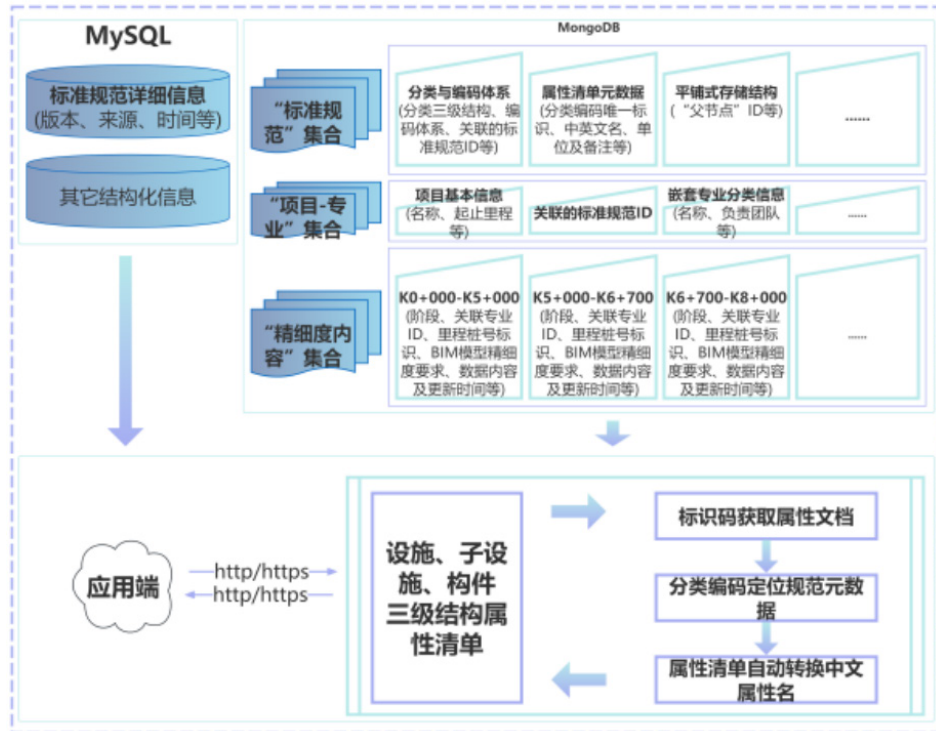 MySQL
标准规范详细信息
(版本、来源、时间等)
其它结构化信息
MongoDB
“标准规
范”集合
分类与编码体系
(分类三级结构、编
码体系、关联的标
准规范ID等)
属性清单元数据
(分类编码唯一标
识、中英文名、单
位及备注等)
平铺式存储结构
(“父节点”ID等)
......
“项目-专
业”集合
项目基本信息
(名称、起止里程
等)
关联的标准规范ID
嵌套专业分类信息
(名称、负责团队
等)
......
“精细度内
容”集合
K0+000-K5+000
(阶段、关联专业
ID、里程桩号标
识、BIM模型精细
度要求、数据内容
及更新时间等)
K5+000-K6+700
(阶段、关联专业
ID、里程桩号标
识、BIM模型精细
度要求、数据内容
及更新时间等)
K6+700-K8+000
(阶段、关联专业
ID、里程桩号标
识、BIM模型精细
度要求、数据内容
及更新时间等)
......
应用端
http/https
http/https
设施、子设
施、构件
三级结构属
性清单
标识码获取属性文档
分类编码定位规范元数
据
属性清单自动转换中文
属性名